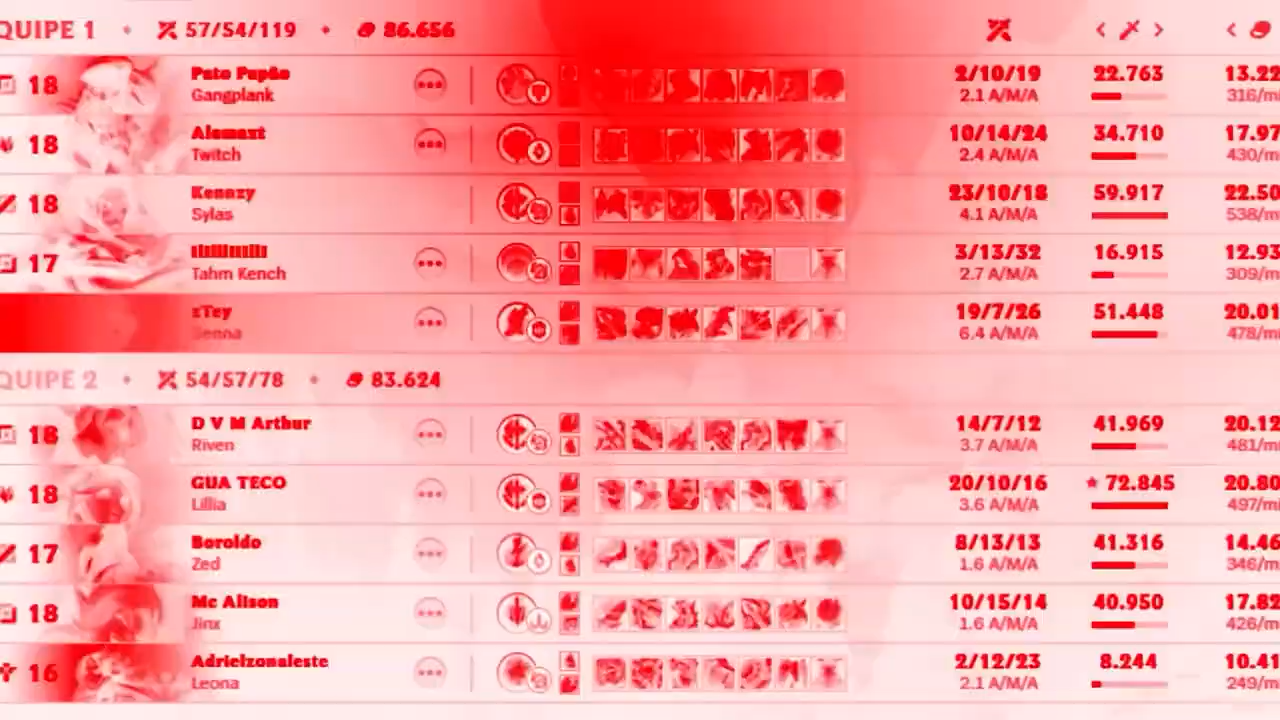 QUIPE 1 • 57/54/119 • 86.656
18 Pato Papão 2/10/19 22.763 13.22
Gangplank 2.1 A/M/A 316/m
18 Alemaxt 10/14/24 34.710 17.97
Twitch 2.4 A/M/A 430/m
18 Kenazy 23/10/18 59.917 22.50
Sylas 4.1 A/M/A 538/m
17 3/13/32 16.915 12.93
Tahm Kench 2.7 A/M/A 309/m
zTey 19/7/26 51.448 20.01
Senna 6.4 A/M/A 478/m
QUIPE 2 • 54/57/78 • 83.624
18 D V M Arthur 14/7/12 41.969 20.12
Riven 3.7 A/M/A 481/m
18 GUA TECO 20/10/16 72.845 20.80
Lillia 3.6 A/M/A 497/m
17 Boroldo 8/13/13 41.316 14.46
Zed 1.6 A/M/A 346/m
18 Mc Alison 10/15/14 40.950 17.82
Jinx 1.6 A/M/A 426/m
16 Adrielzonaleste 2/12/23 8.244 10.41
Leona 2.1 A/M/A 249/m